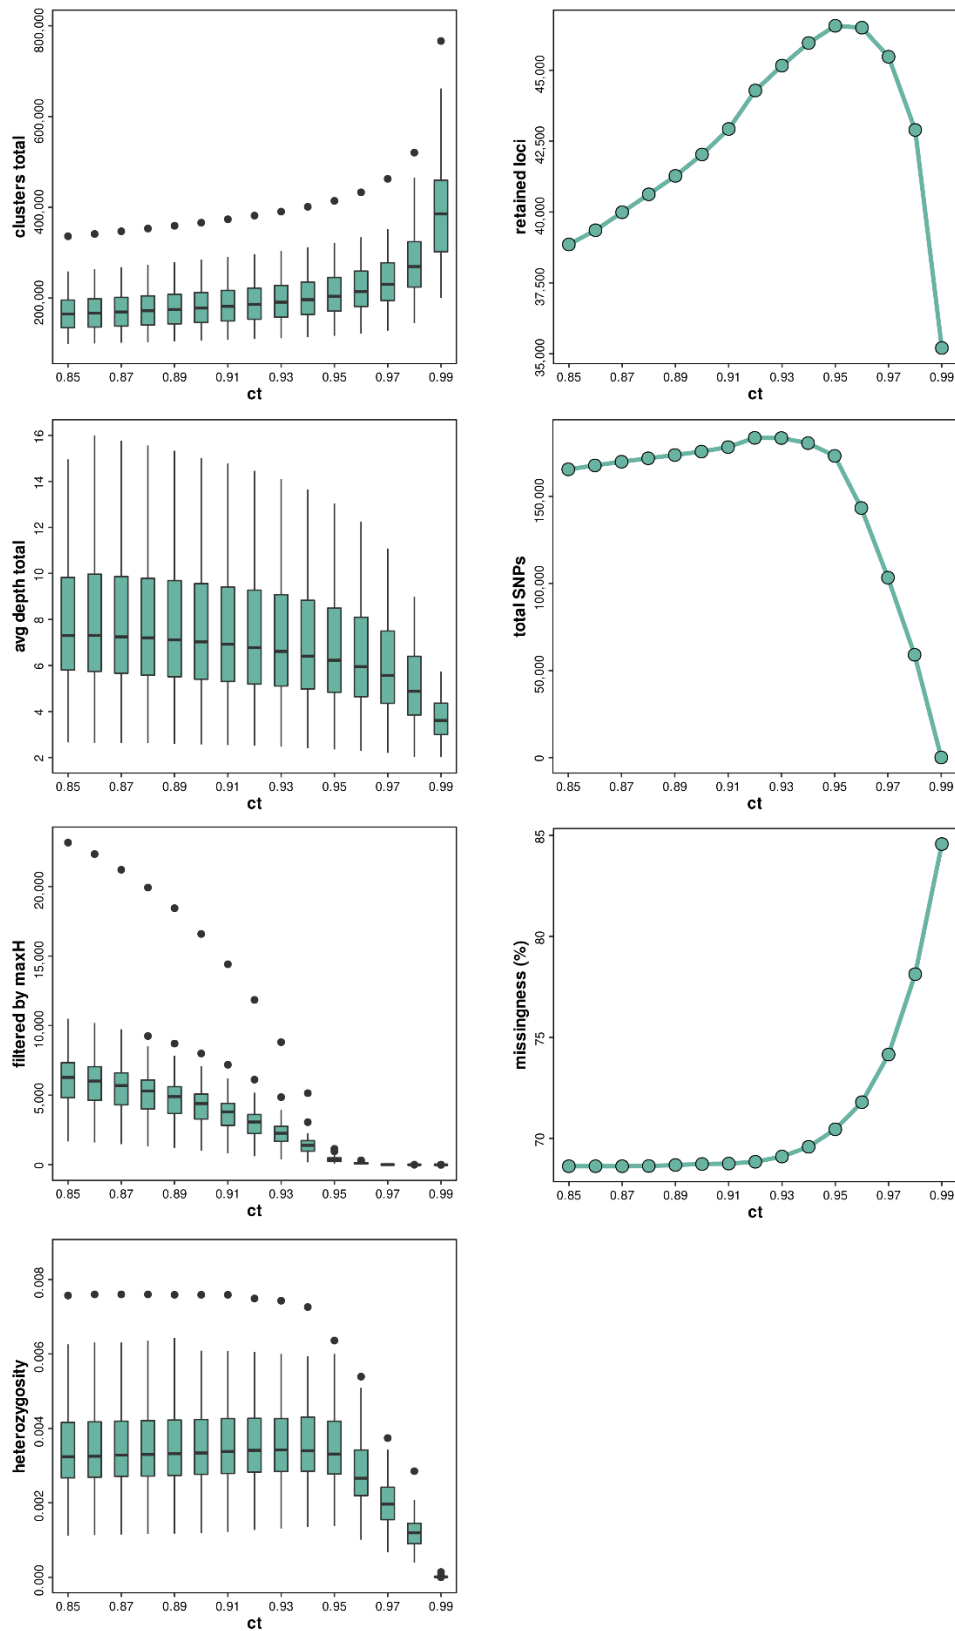 clusters total
800,000
600,000
400,000
200,000
0.85 0.87 0.89 0.91 0.93 0.95 0.97 0.99
ct
retained loci
45,000
42,500
40,000
37,500
35,000
0.85 0.87 0.89 0.91 0.93 0.95 0.97 0.99
ct
avg depth total
16
14
12
10
8
6
4
2
0.85 0.87 0.89 0.91 0.93 0.95 0.97 0.99
ct
total SNPs
150,000
100,000
50,000
0
0.85 0.87 0.89 0.91 0.93 0.95 0.97 0.99
ct
filtered by maxH
20,000
15,000
10,000
5,000
0
0.85 0.87 0.89 0.91 0.93 0.95 0.97 0.99
ct
missingness (%)
85
80
75
70
0.85 0.87 0.89 0.91 0.93 0.95 0.97 0.99
ct
heterozygosity
0.008
0.006
0.004
0.002
0.000
0.85 0.87 0.89 0.91 0.93 0.95 0.97 0.99
ct